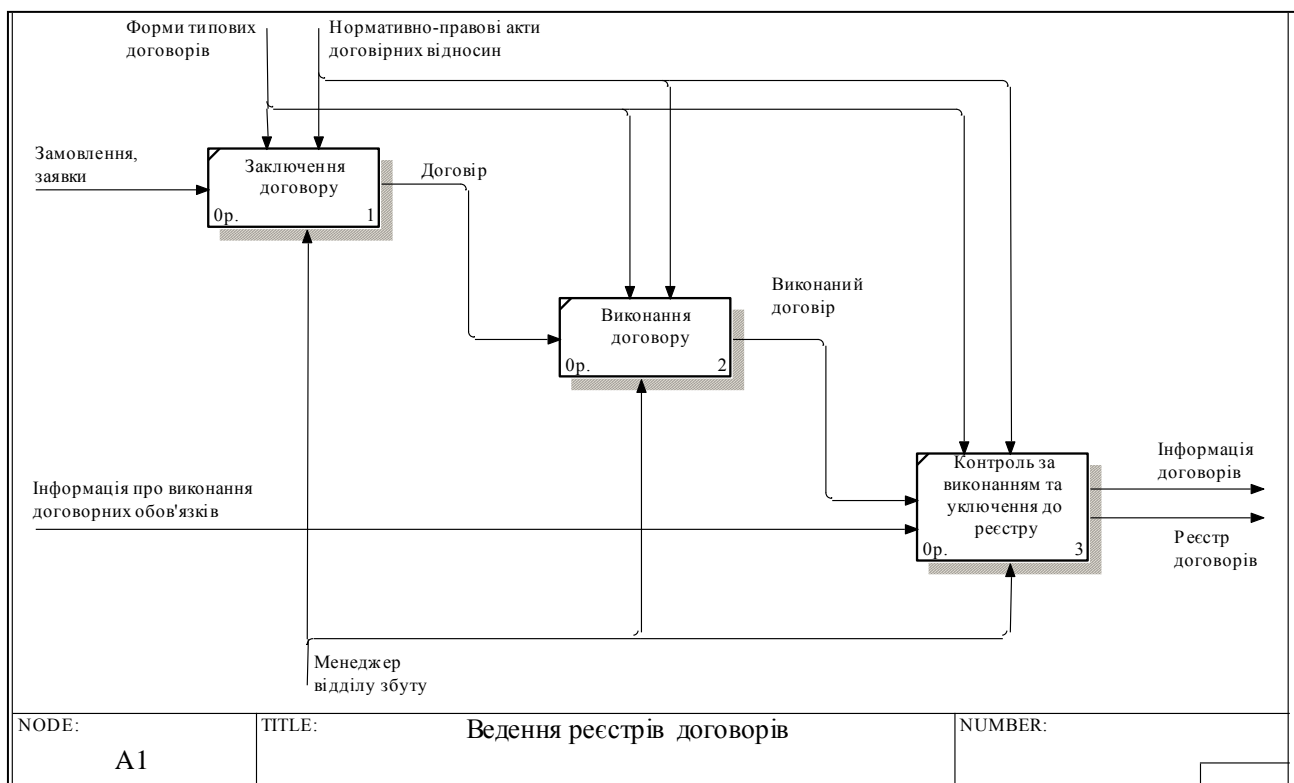 Форми типових
договорів
Нормативно-правові акти
договірних відносин
Замовлення,
заявки
Заключення
договору
0р.
1
Договір
Виконання
договору
0р.
2
Виконаний
договір
Інформація про виконання
договорних обов'язків
Контроль за
виконанням та
уключення до
реєстру
0р.
3
Інформація
договорів
Реєстр
договорів
Менеджер
відділу збуту
NODE:
A1
TITLE:
Ведення реєстрів договорів
NUMBER: